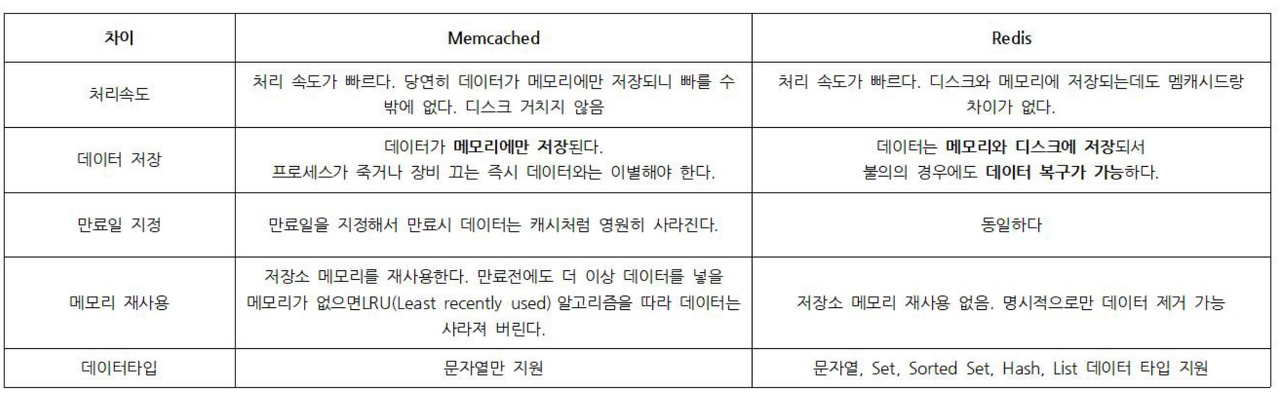 차이 Memcached Redis
처리속도 처리 속도가 빠르다. 당연히 데이터가 메모리에만 저장되니 빠를 수 처리 속도가 빠르다. 디스크와 메모리에 저장되는데도 멤캐시드랑
밖에 없다. 디스크 거치지 않음 차이가 없다.
데이터 저장 데이터가 메모리에만 저장된다. 데이터는 메모리와 디스크에 저장되서
프로세스가 죽거나 장비 끄는 즉시 데이터와는 이별해야 한다. 불의의 경우에도 데이터 복구가 가능하다.
만료일 지정 만료일을 지정해서 만료시 데이터는 캐시처럼 영원히 사라진다. 동일하다
메모리 재사용 저장소 메모리를 재사용한다. 만료전에도 더 이상 데이터를 넣을
메모리가 없으면LRU(Least recently used) 알고리즘을 따라 데이터는 저장소 메모리 재사용 없음. 명시적으로만 데이터 제거 가능
사라져 버린다.
데이터타입 문자열만 지원 문자열, Set, Sorted Set, Hash, List 데이터 타입 지원